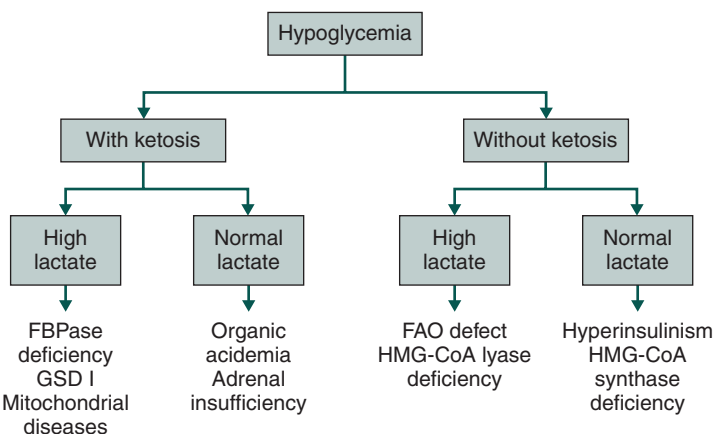 Hypoglycemia
With ketosis
Without ketosis
High
lactate
Normal
lactate
High
lactate
Normal
lactate
FBPase
deficiency
GSD I
Mitochondrial
diseases
Organic
acidemia
Adrenal
insufficiency
FAO defect
HMG-CoA lyase
deficiency
Hyperinsulinism
HMG-CoA
synthase
deficiency